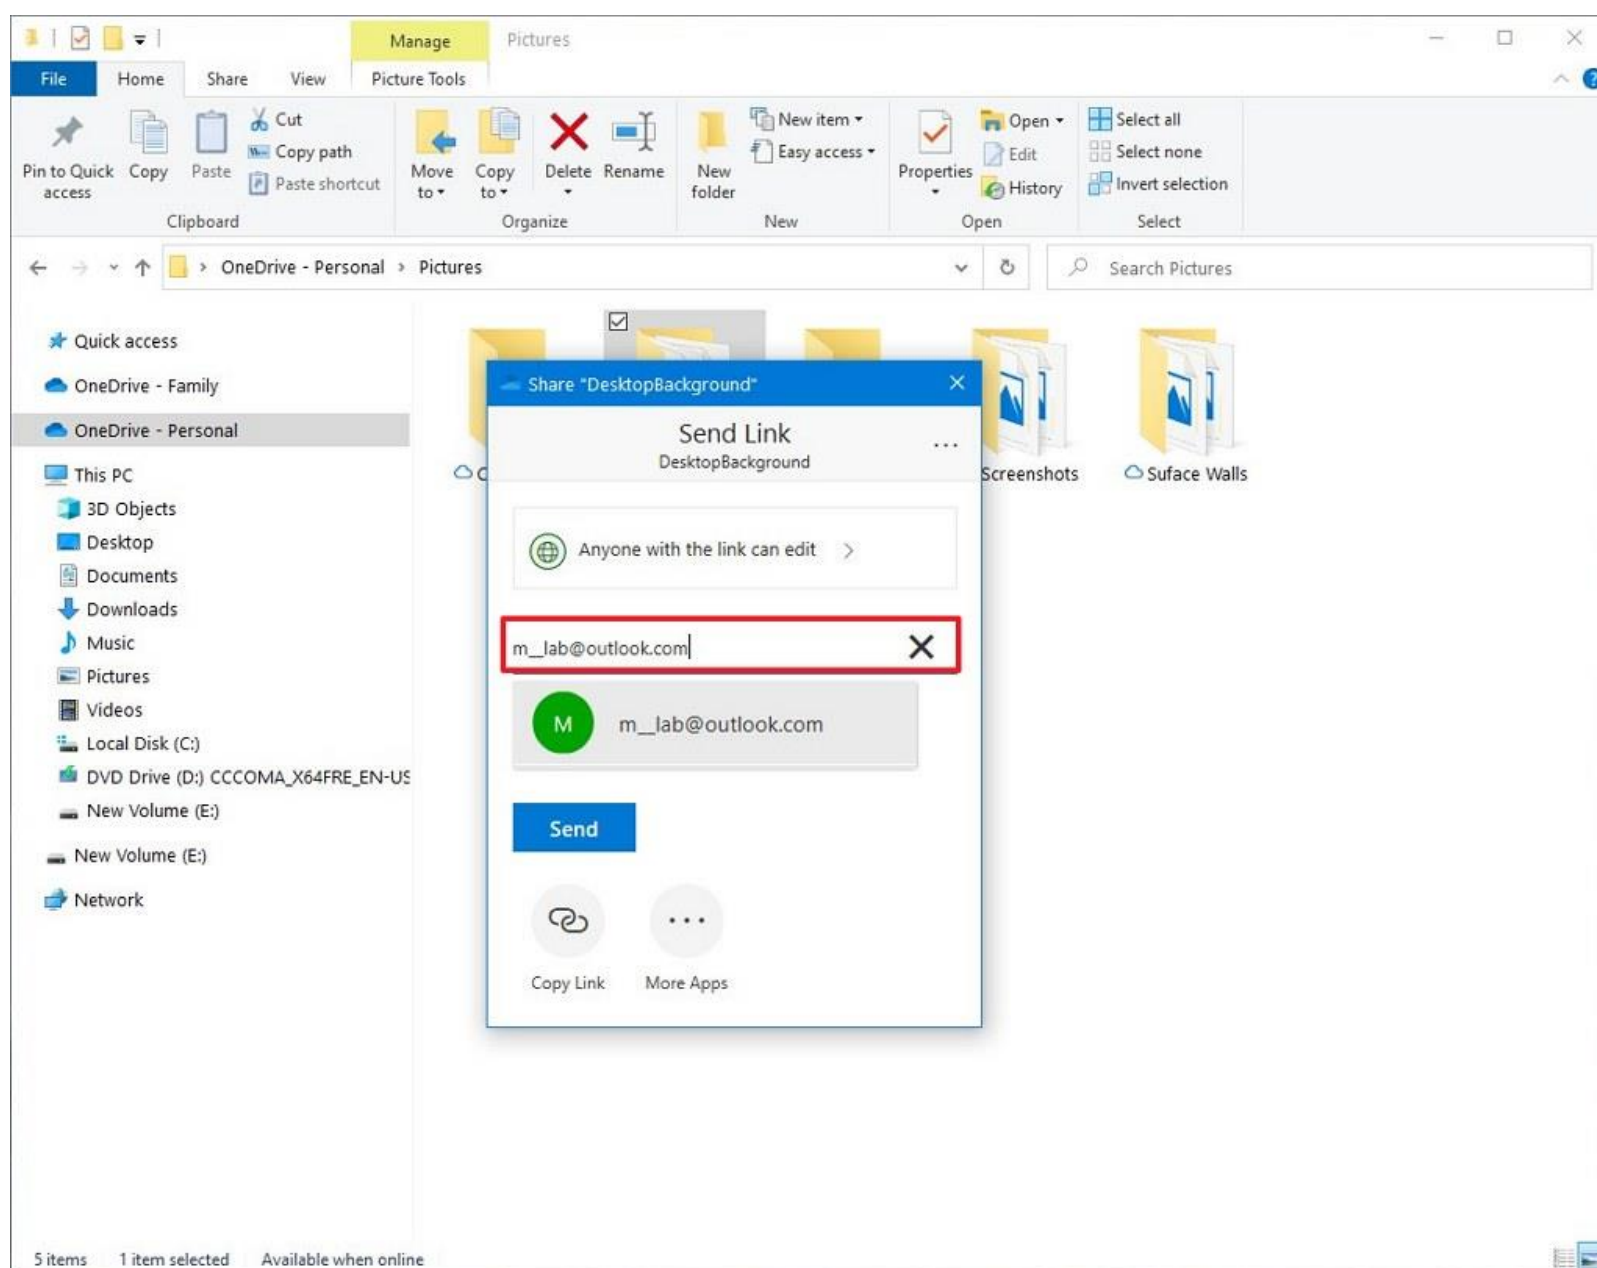 Manage
Pictures
File
Home
Share
View
Picture Tools
Pin to Quick access
Copy
Paste
Cut
Copy path
Paste shortcut
Move to
Copy to
Delete
Rename
New folder
New item
Easy access
Properties
Open
Edit
History
Select all
Select none
Invert selection
Clipboard
Organize
New
Open
Select
OneDrive - Personal > Pictures
Search Pictures
Quick access
OneDrive - Family
OneDrive - Personal
This PC
3D Objects
Desktop
Documents
Downloads
Music
Pictures
Videos
Local Disk (C:)
DVD Drive (D:) CCCOMA_X64FRE_EN-US
New Volume (E:)
New Volume (E:)
Network
Screenshots
Suface Walls
Share "DesktopBackground"
Send Link
DesktopBackground
Anyone with the link can edit
m__lab@outlook.com
M
m__lab@outlook.com
Send
Copy Link
More Apps
5 items
1 item selected
Available when online